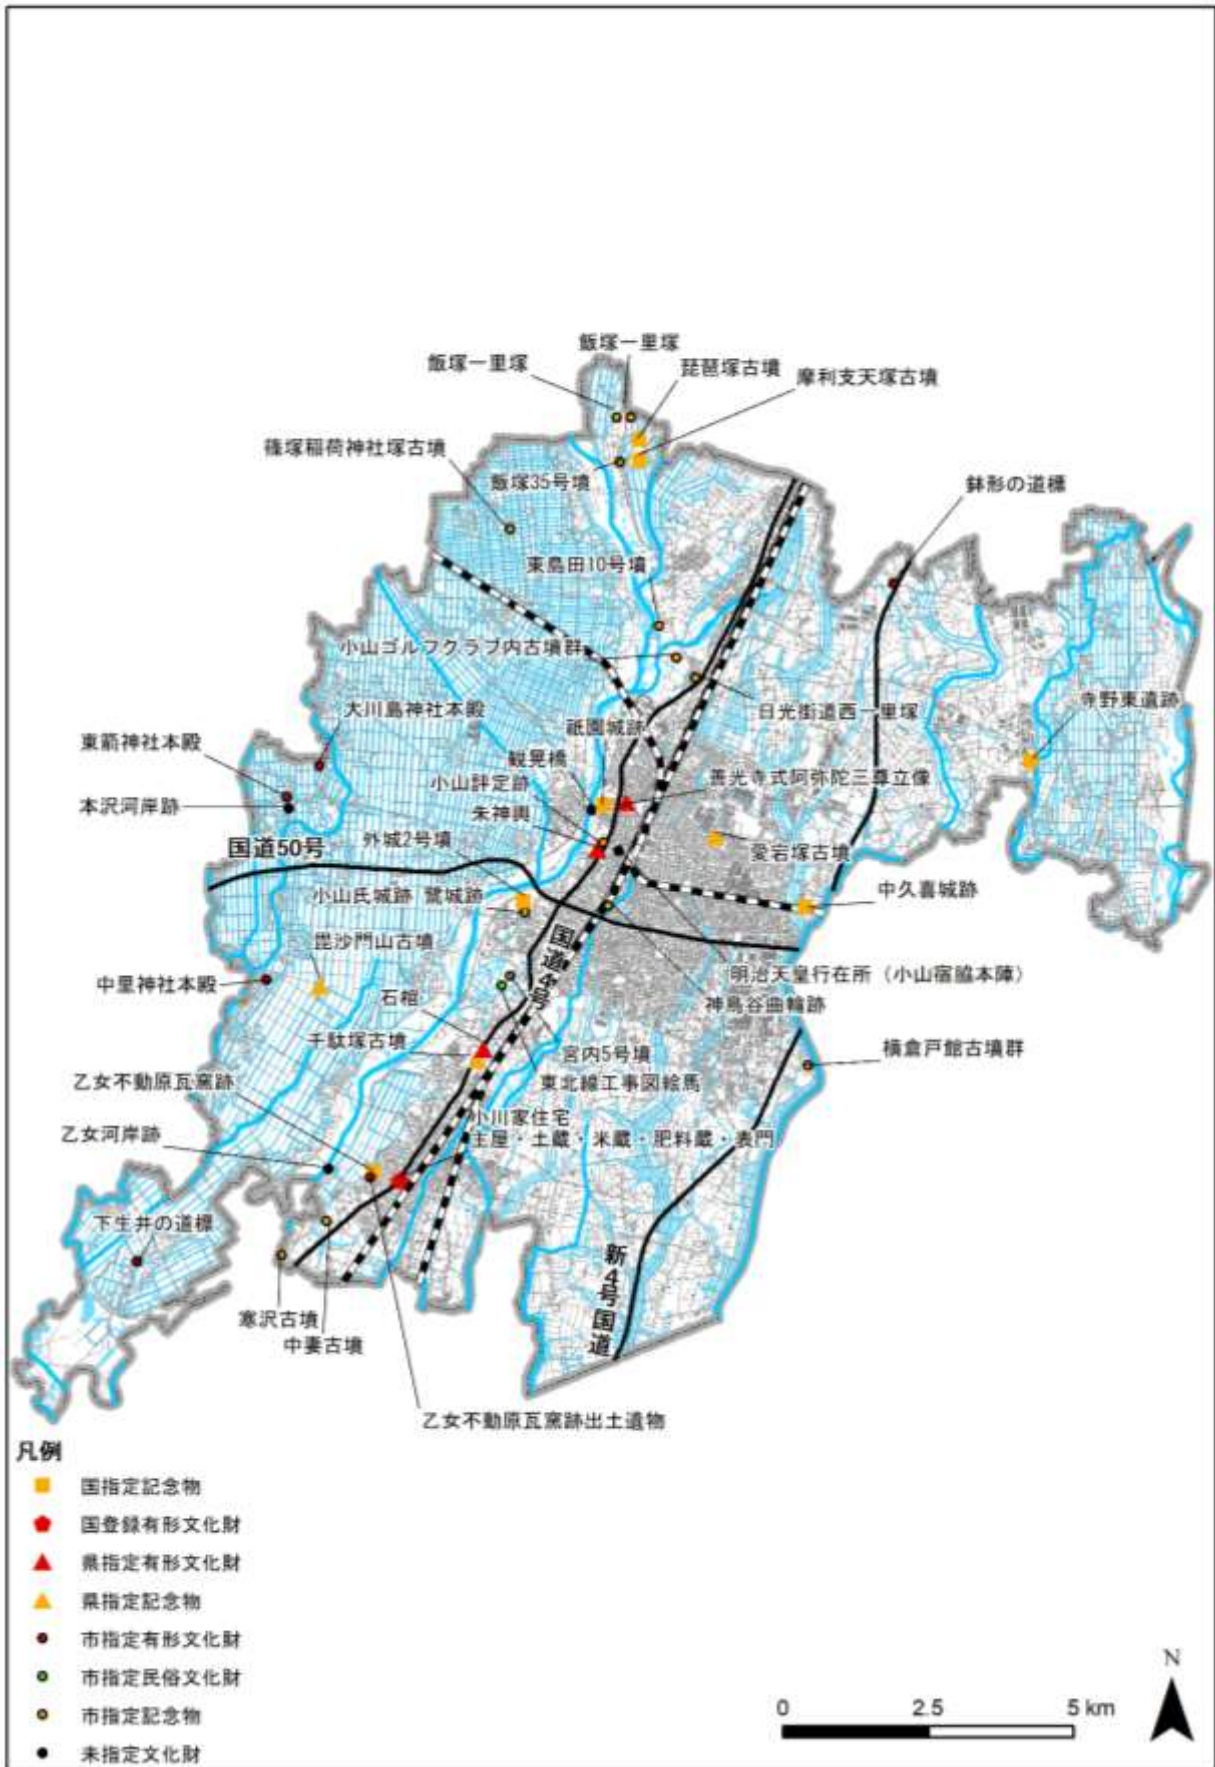 飯塚一里塚
飯塚一里塚
琵琶塚古墳
摩利支天塚古墳
篠塚稲荷神社塚古墳
飯塚35号墳
鉢形の道標
東島田10号墳
小山ゴルフクラブ内古墳群
大川島神社本殿
祇園城跡
日光街道西一里塚
寺野東遺跡
東箭神社本殿
観晃橋
小山評定跡
善光寺式阿弥陀三尊立像
本沢河岸跡
朱神輿
外城2号墳
国道50号
愛宕塚古墳
小山氏城跡 鷲城跡
中久喜城跡
毘沙門山古墳
国道4号
明治天皇行在所(小山宿脇本陣)
中里神社本殿
石棺
神鳥谷曲輪跡
千駄塚古墳
宮内5号墳
横倉戸館古墳群
乙女不動原瓦窯跡
東北線工事図絵馬
小川家住宅
主屋・土蔵・米蔵・肥料蔵・表門
乙女河岸跡
下生井の道標
新4号国道
寒沢古墳
中妻古墳
乙女不動原瓦窯跡出土遺物
凡例
国指定記念物
国登録有形文化財
県指定有形文化財
県指定記念物
市指定有形文化財
市指定民俗文化財
市指定記念物
未指定文化財
N
0 2.5 5 km